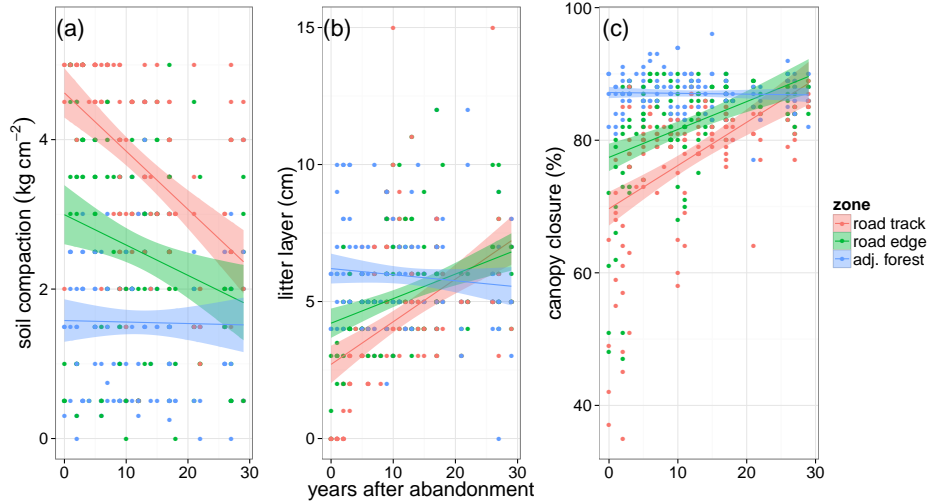 (a)
(b)
(c)
soil compaction (kg cm−2)
4
2
0
0 10 20 30
litter layer (cm)
15
10
5
0
0 10 20 30
years after abandonment
canopy closure (%)
100
80
60
40
0 10 20 30
zone
road track
road edge
adj. forest